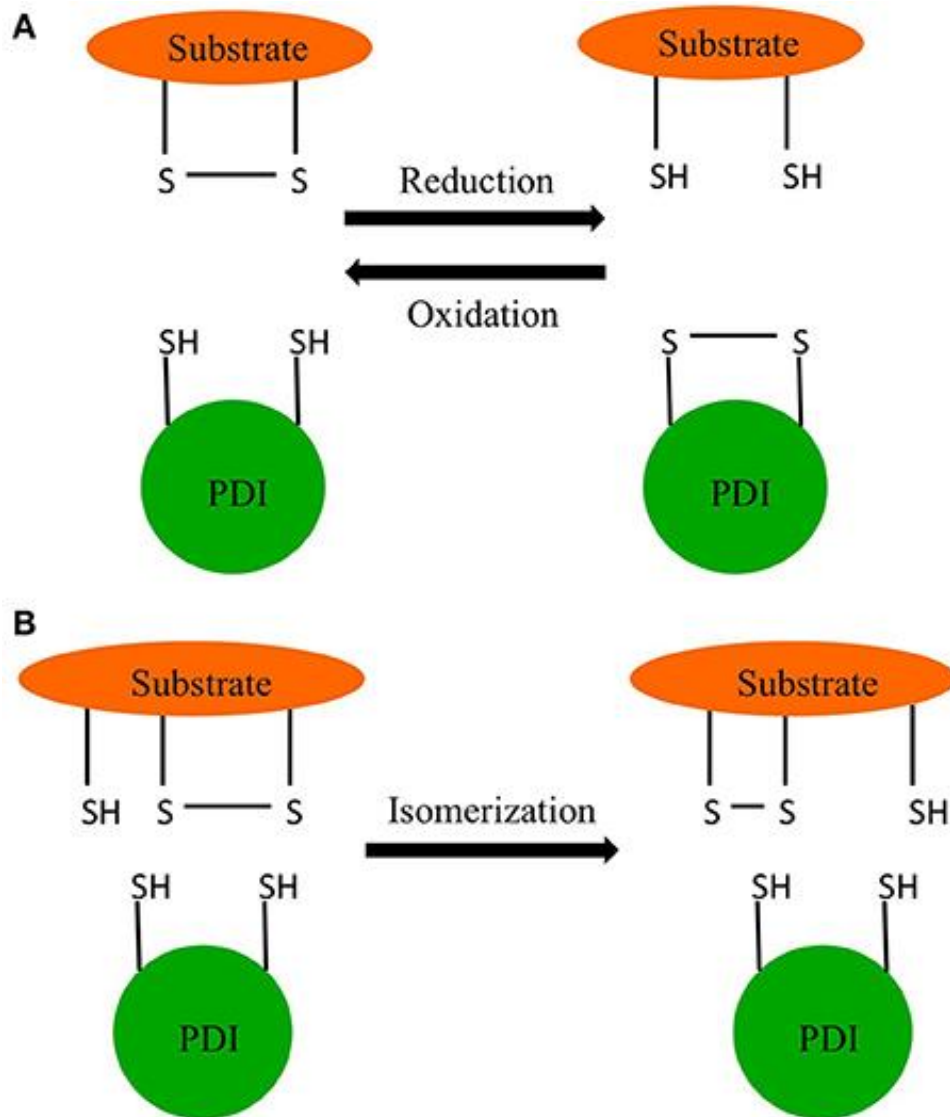 A
Substrate Substrate
S S SH SH
Reduction
Oxidation
SH SH S S
PDI PDI
B
Substrate Substrate
SH S S S S SH
Isomerization
SH SH SH SH
PDI PDI